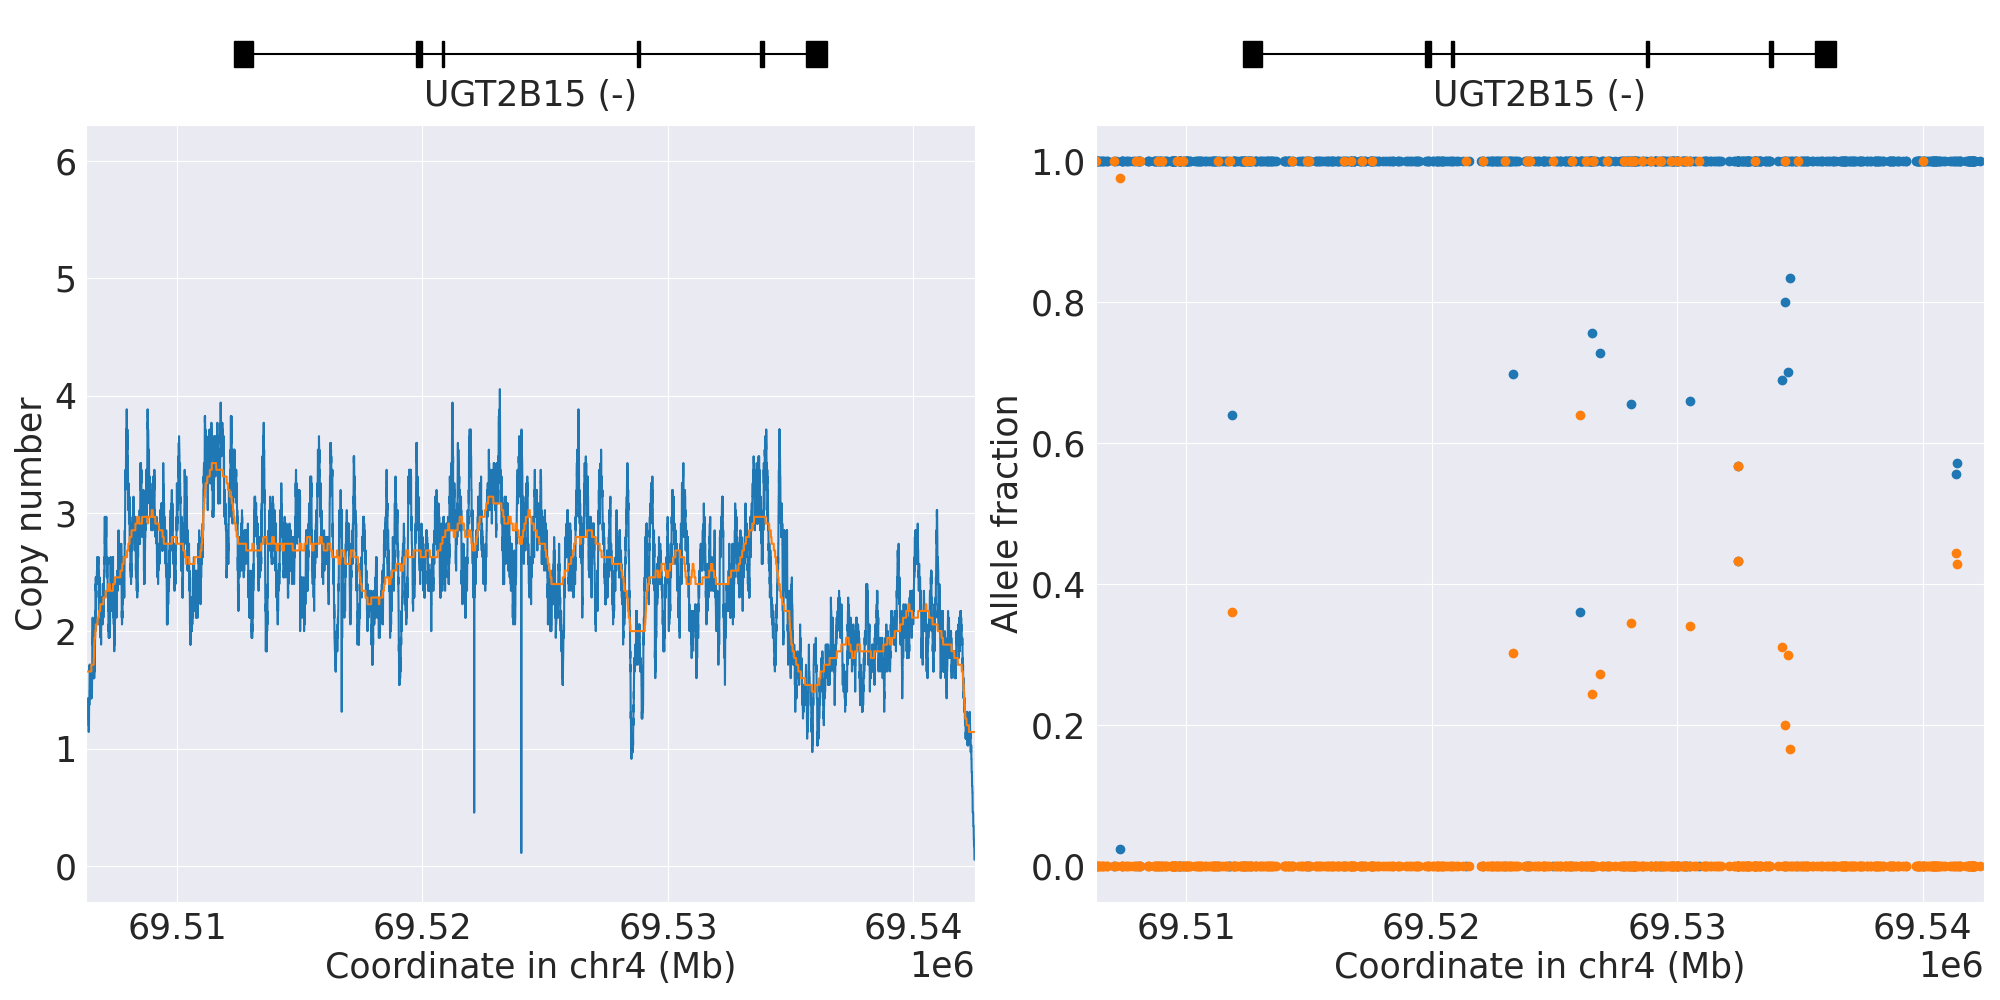 UGT2B15 (-)
Copy number
6
5
4
3
2
1
0
69.51 69.52 69.53 69.54
Coordinate in chr4 (Mb)
1e6
UGT2B15 (-)
Allele fraction
1.0
0.8
0.6
0.4
0.2
0.0
69.51 69.52 69.53 69.54
Coordinate in chr4 (Mb)
1e6